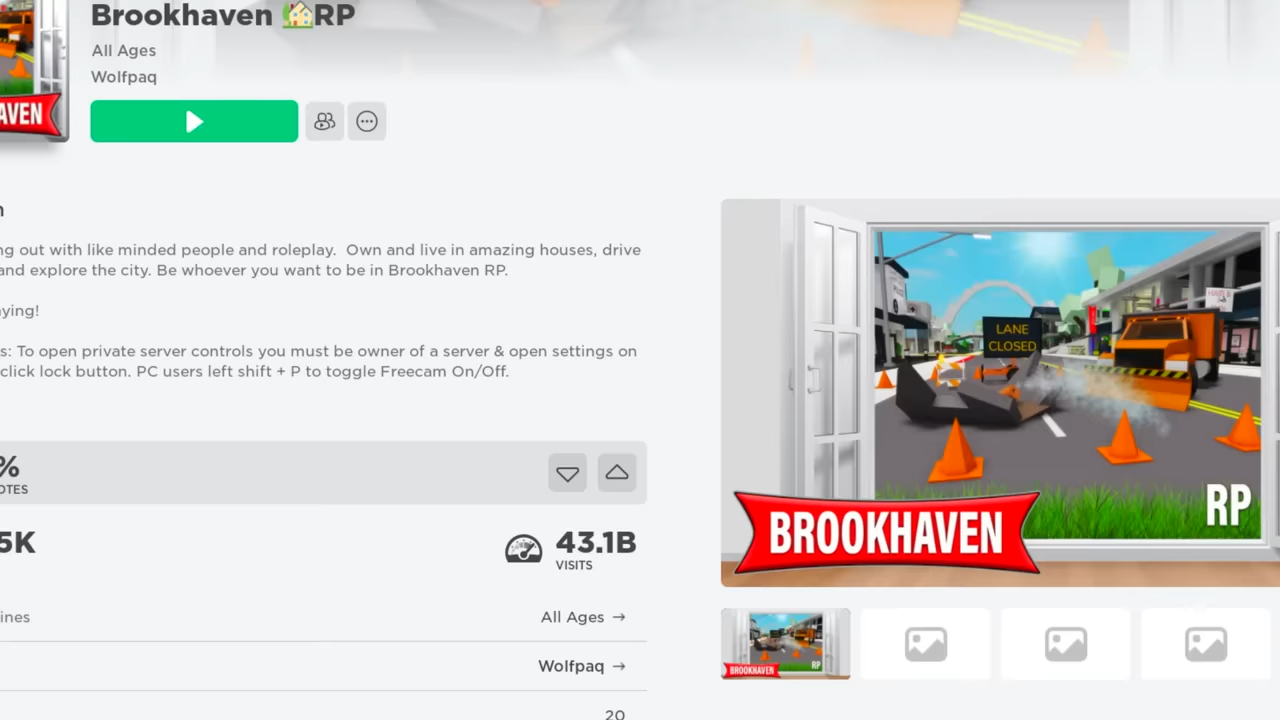 Brookhaven 🏡RP
All Ages
Wolfpaq
AVEN
ng out with like minded people and roleplay.  Own and live in amazing houses, drive
and explore the city. Be whoever you want to be in Brookhaven RP.
ying!
s: To open private server controls you must be owner of a server & open settings on
click lock button. PC users left shift + P to toggle Freecam On/Off.
%
OTES
5K
43.1B
VISITS
ines
All Ages →
Wolfpaq →
20
LANE
CLOSED
RP
BROOKHAVEN
BROOKHAVEN
RP